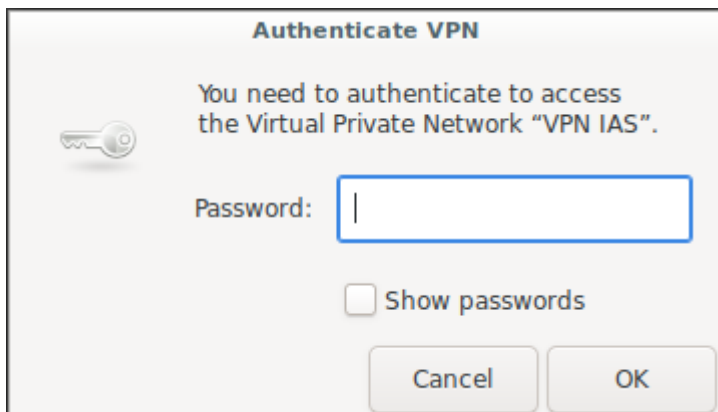 Authenticate VPN
You need to authenticate to access
the Virtual Private Network “VPN IAS”.
Password:
Show passwords
Cancel OK